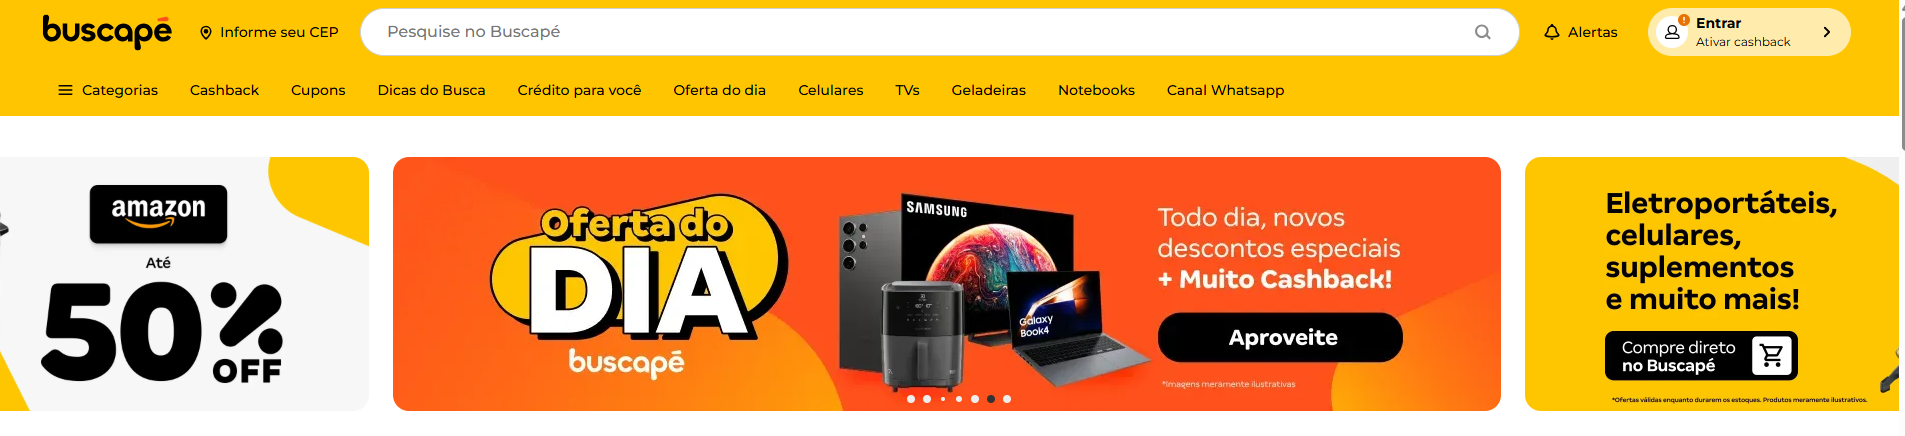 buscapé
Informe seu CEP
Pesquise no Buscapé
Alertas
Entrar
Ativar cashback
Categorias
Cashback
Cupons
Dicas do Busca
Crédito para você
Oferta do dia
Celulares
TVs
Geladeiras
Notebooks
Canal Whatsapp
amazon
Até
50%
OFF
Oferta do
DIA
buscapé
SAMSUNG
Galaxy
Book4
Todo dia, novos
descontos especiais
+ Muito Cashback!
Aproveite
*Imagens meramente ilustrativas
Eletroportáteis,
celulares,
suplementos
e muito mais!
Compre direto
no Buscapé
*Ofertas válidas enquanto durarem os estoques. Produtos meramente ilustrativos.